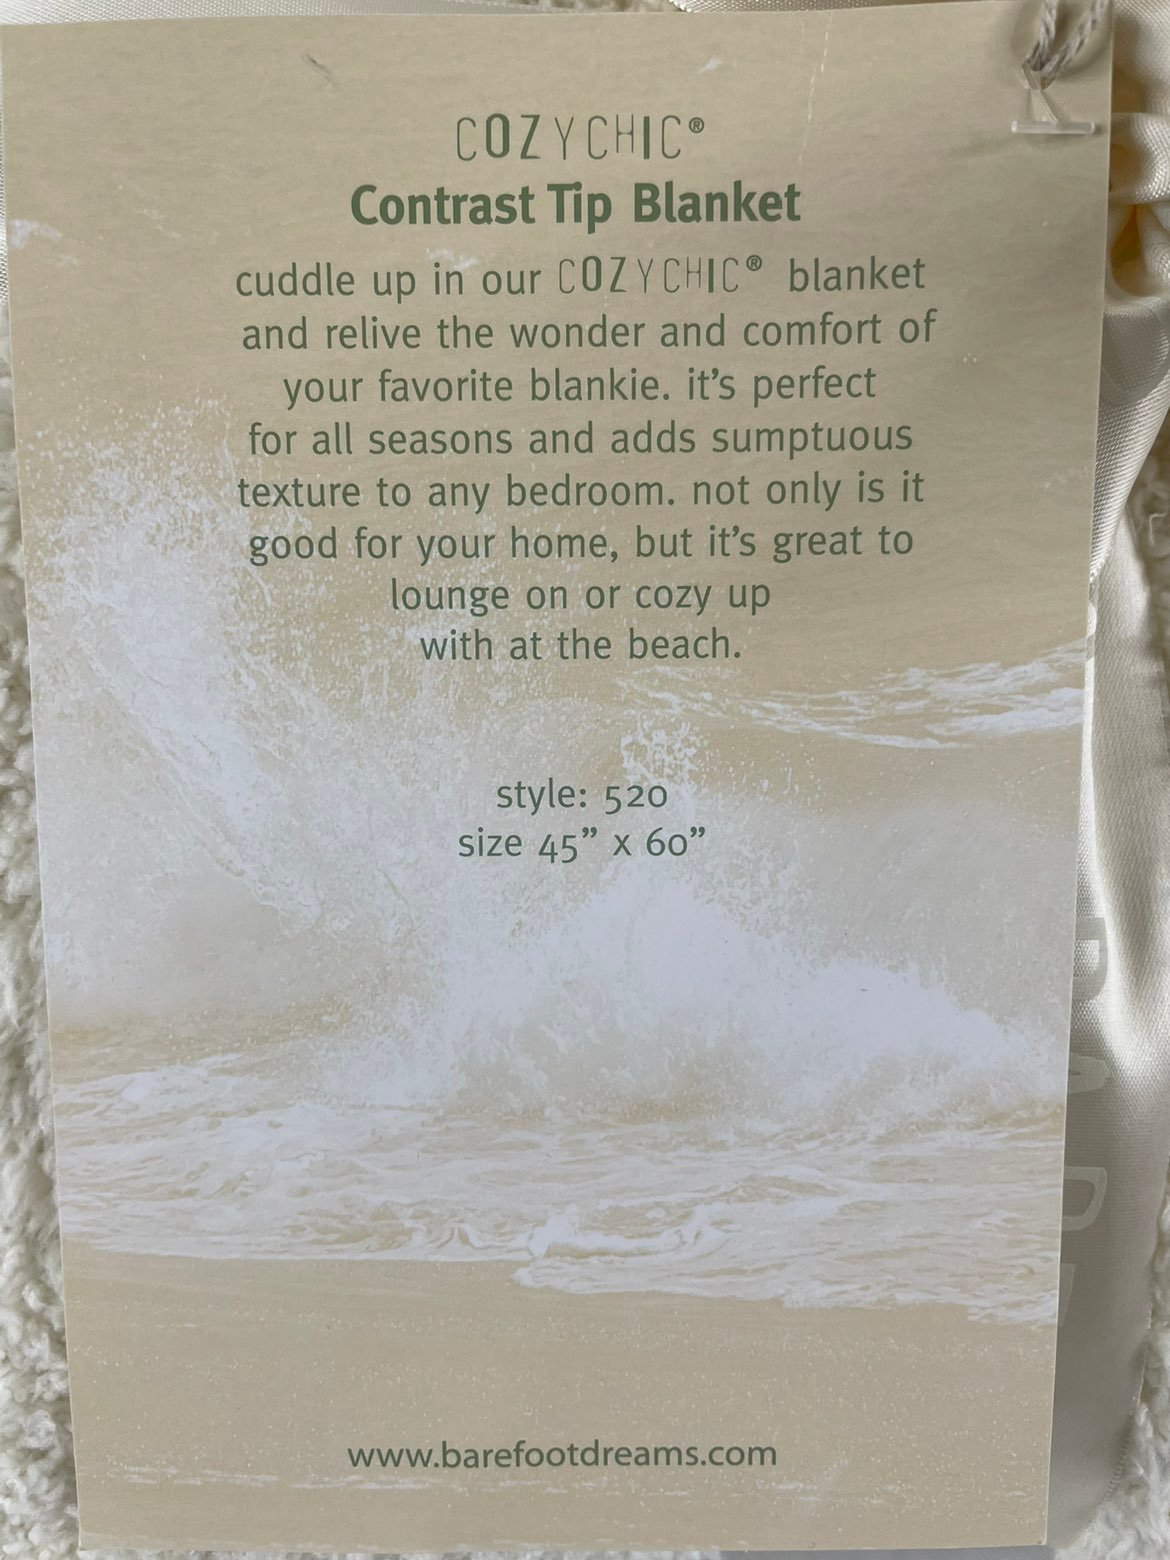 COZYCHIC®
Contrast Tip Blanket
cuddle up in our COZYCHIC® blanket
and relive the wonder and comfort of
your favorite blankie. it's perfect
for all seasons and adds sumptuous
texture to any bedroom. not only is it
good for your home, but it's great to
lounge on or cozy up
with at the beach.
style: 520
size 45” x 60”
www.barefootdreams.com